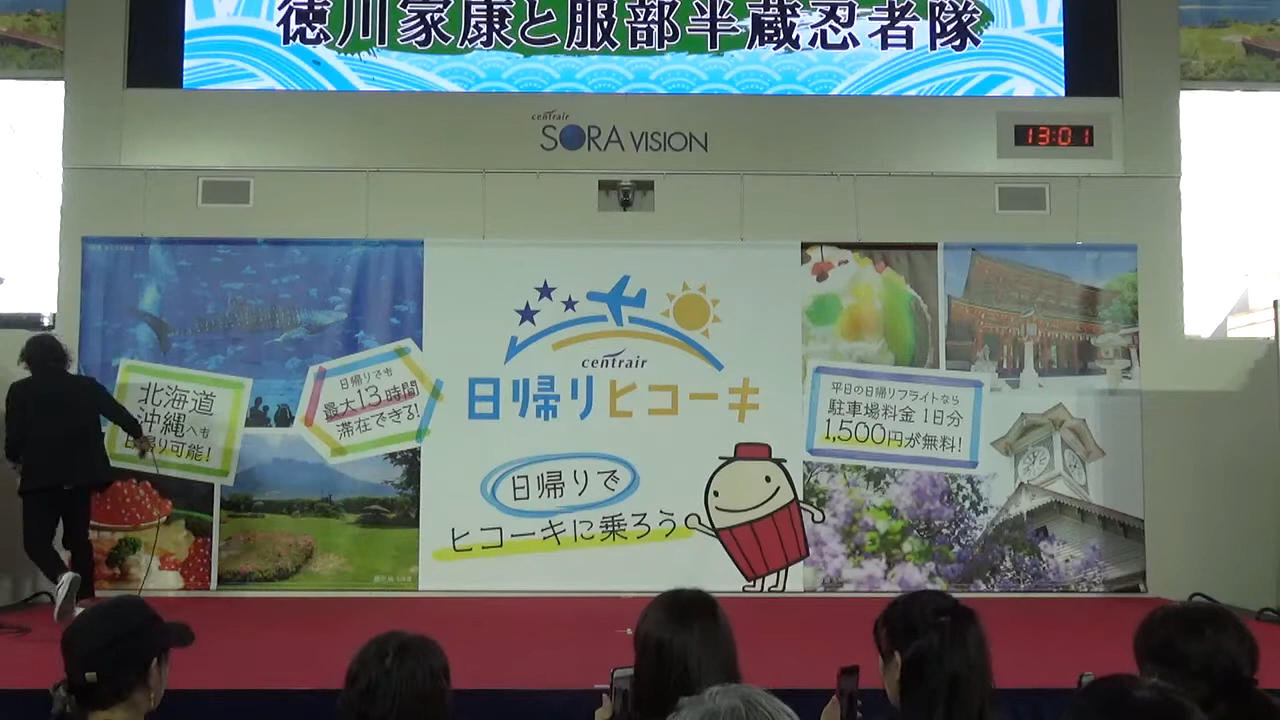 徳川家康と服部半蔵忍者隊
centrair
SORA VISION
13:01
北海道
沖縄へも
日帰り可能!
日帰りでも
最大13時間
滞在できる!
centrair
日帰りヒコーキ
日帰りで
ヒコーキに乗ろう
平日の日帰りフライトなら
駐車場料金 1日分
1,500円が無料!